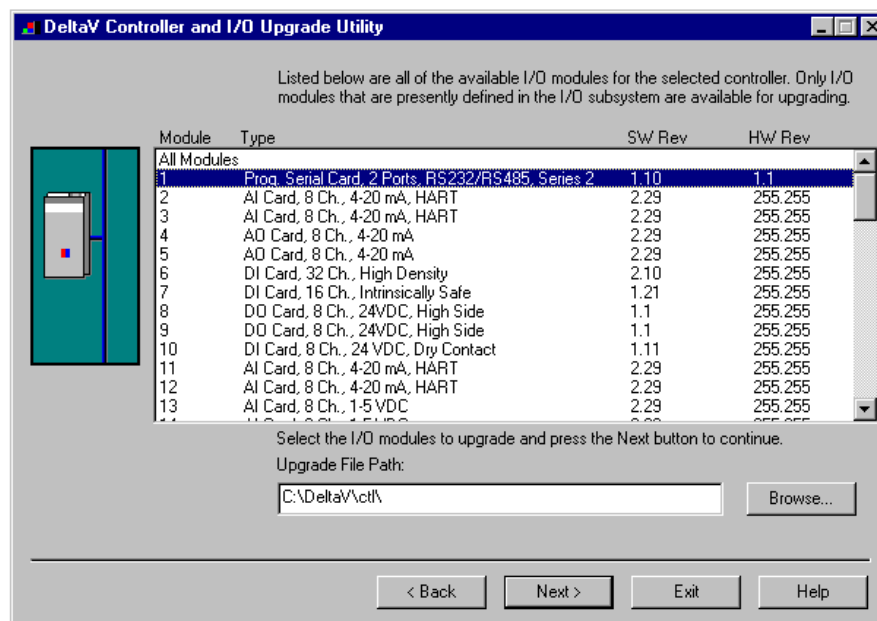 DeltaV Controller and I/O Upgrade Utility
Listed below are all of the available I/O modules for the selected controller. Only I/O
modules that are presently defined in the I/O subsystem are available for upgrading.
Module Type SW Rev HW Rev
All Modules
1 Prog. Serial Card, 2 Ports, RS232/RS485, Series 2 1.10 1.1
2 AI Card, 8 Ch., 4-20 mA, HART 2.29 255.255
3 AI Card, 8 Ch., 4-20 mA, HART 2.29 255.255
4 AO Card, 8 Ch., 4-20 mA 2.29 255.255
5 AO Card, 8 Ch., 4-20 mA 2.29 255.255
6 DI Card, 32 Ch., High Density 2.10 255.255
7 DI Card, 16 Ch., Intrinsically Safe 1.21 255.255
8 DO Card, 8 Ch., 24VDC, High Side 1.1 255.255
9 DO Card, 8 Ch., 24VDC, High Side 1.1 255.255
10 DI Card, 8 Ch., 24 VDC, Dry Contact 1.11 255.255
11 AI Card, 8 Ch., 4-20 mA, HART 2.29 255.255
12 AI Card, 8 Ch., 4-20 mA, HART 2.29 255.255
13 AI Card, 8 Ch., 1-5 VDC 2.29 255.255
Select the I/O modules to upgrade and press the Next button to continue.
Upgrade File Path:
C:\DeltaV\ctl\
Browse...
< Back Next > Exit Help